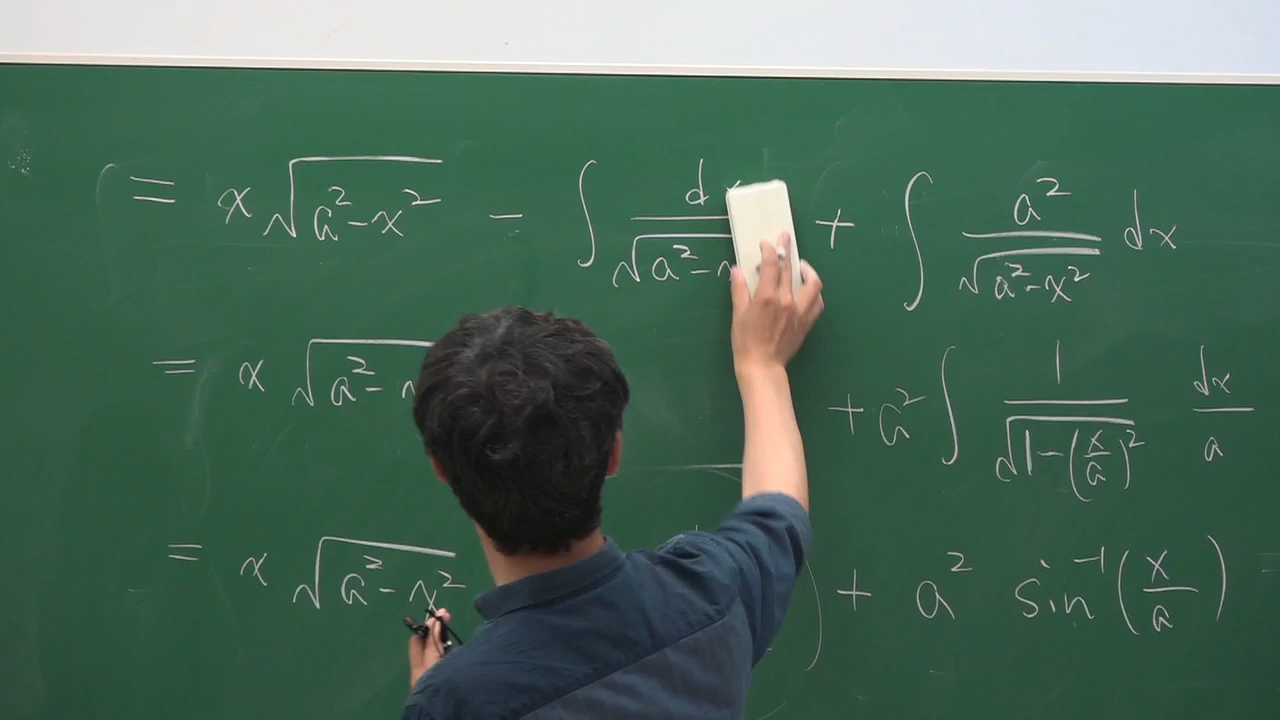 = x √(a²-x²) - ∫ d / √(a²- + ∫ a² / √(a²-x²) dx
= x √(a²- + a² ∫ 1 / √(1-(x/a)²) dx / a
= x √(a²-x²) ) + a² sin⁻¹(x/a)